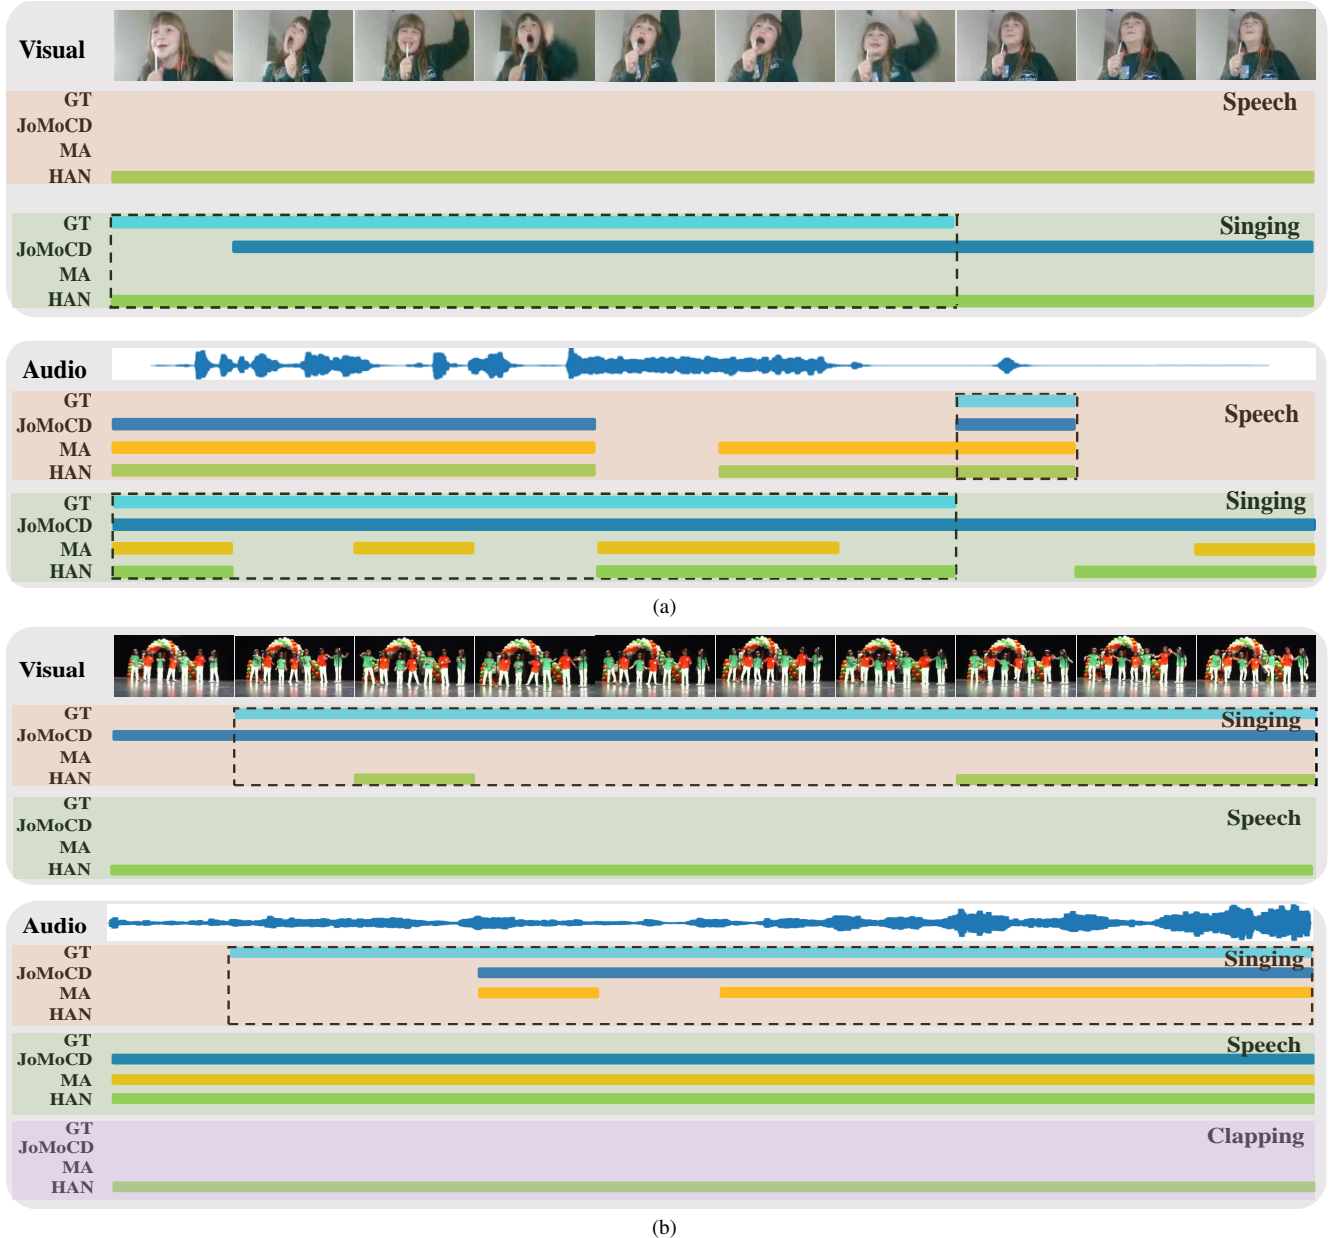 Visual
GT
Speech
JoMoCD
MA
HAN
GT
Singing
JoMoCD
MA
HAN
Audio
GT
Speech
JoMoCD
MA
HAN
GT
Singing
JoMoCD
MA
HAN
(a)
Visual
GT
Singing
JoMoCD
MA
HAN
GT
Speech
JoMoCD
MA
HAN
Audio
GT
Singing
JoMoCD
MA
HAN
GT
Speech
JoMoCD
MA
HAN
GT
Clapping
JoMoCD
MA
HAN
(b)